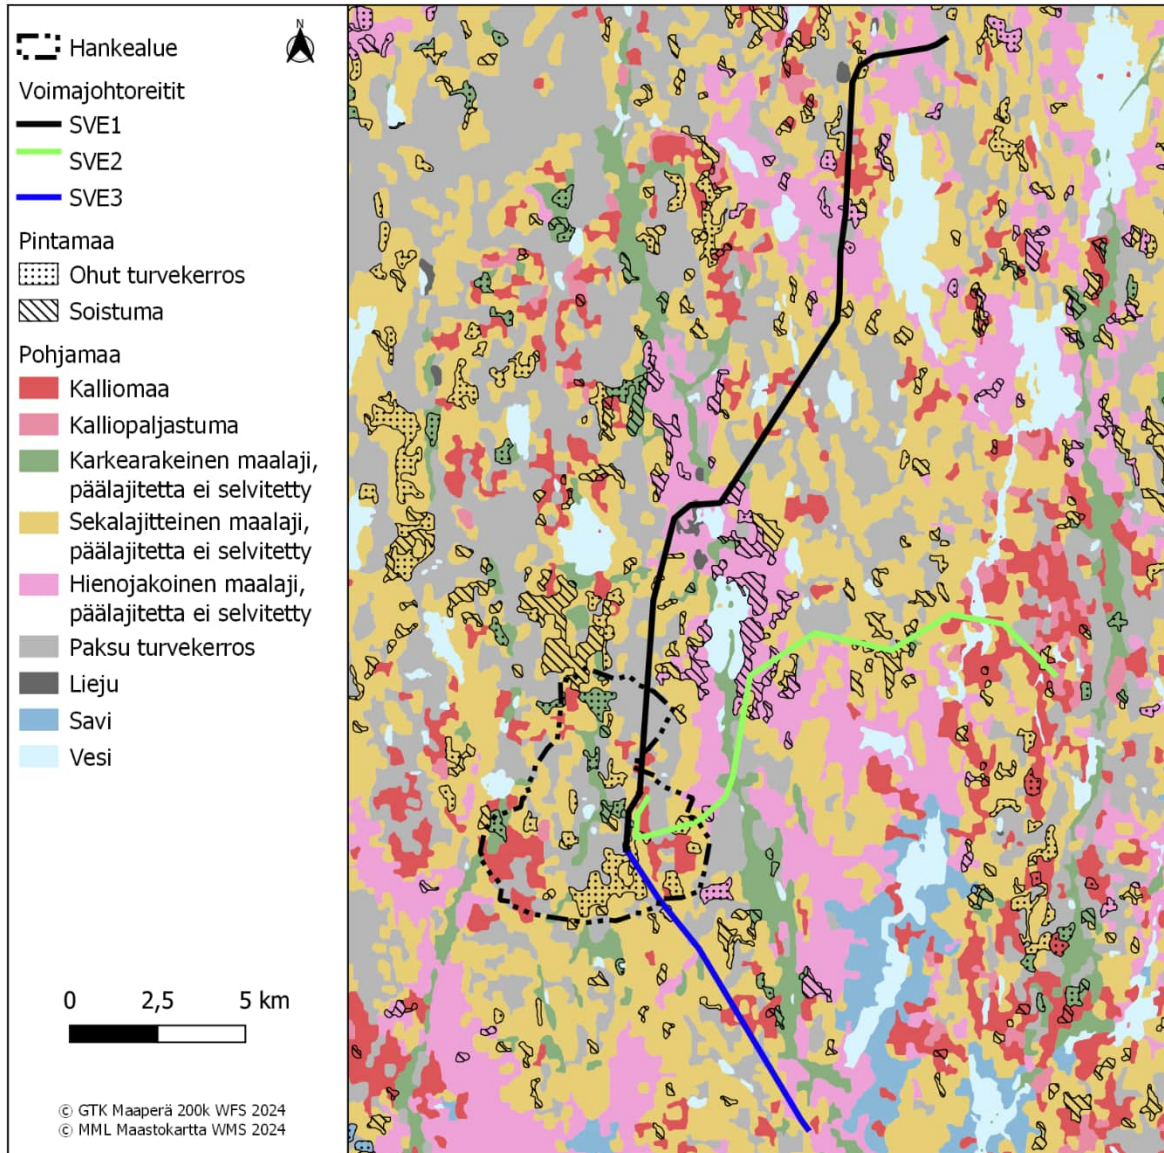 Hankealue
N
Voimajohtoreitit
SVE1
SVE2
SVE3
Pintamaa
Ohut turvekerros
Soistuma
Pohjamaa
Kalliomaa
Kalliopaljastuma
Karkearakeinen maalaji,
päälajitetta ei selvitetty
Sekalajitteinen maalaji,
päälajitetta ei selvitetty
Hienojakoinen maalaji,
päälajitetta ei selvitetty
Paksu turvekerros
Lieju
Savi
Vesi
0 2,5 5 km
© GTK Maaperä 200k WFS 2024
© MML Maastokartta WMS 2024